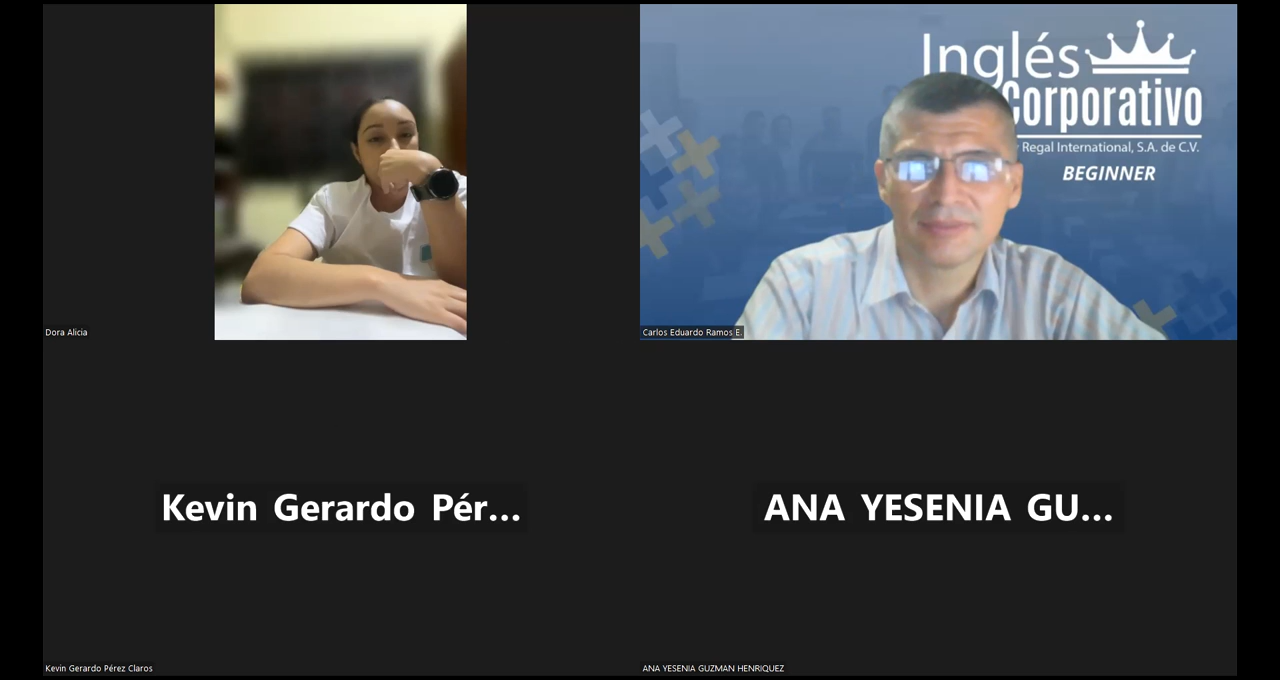 Inglés
Corporativo
Regal International, S.A. de C.V.
BEGINNER
Dora Alicia
Carlos Eduardo Ramos E.
Kevin Gerardo Pér...
ANA YESENIA GU...
Kevin Gerardo Pérez Claros
ANA YESENIA GUZMAN HENRIQUEZ